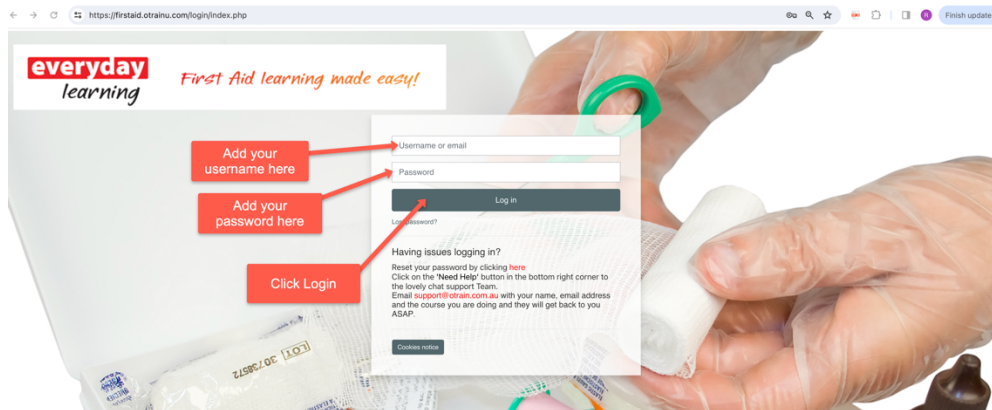 https://firstaid.otrainu.com/login/index.php
Finish update
everyday
learning
First Aid learning made easy!
Add your
username here
Username or email
Add your
password here
Password
Log in
Lost password?
Click Login
Having issues logging in?
Reset your password by clicking here
Click on the 'Need Help' button in the bottom right corner to
the lovely chat support Team.
Email support@otrain.com.au with your name, email address
and the course you are doing and they will get back to you
ASAP.
Cookies notice
LOT
30738572